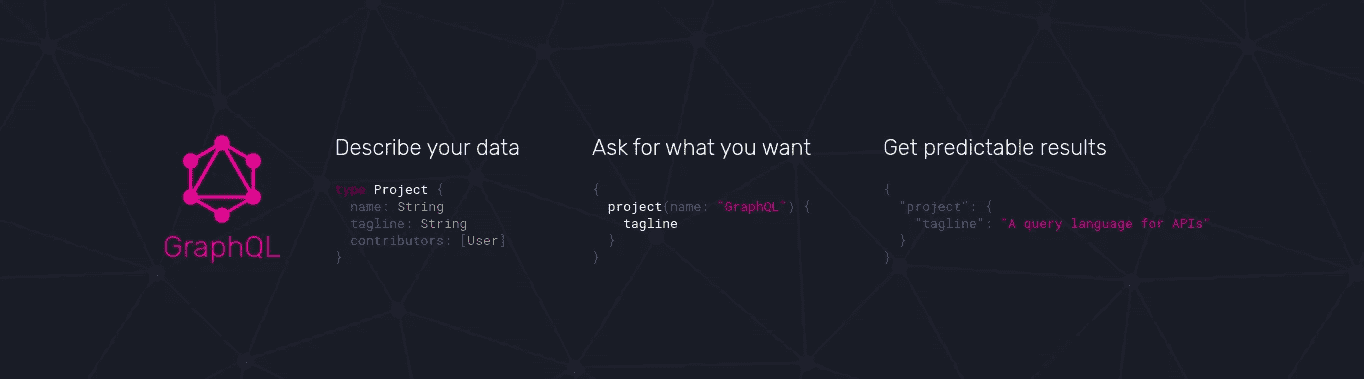 GraphQL
Describe your data
type Project {
  name: String
  tagline: String
  contributors: [User]
}
Ask for what you want
{
  project(name: "GraphQL") {
    tagline
  }
}
Get predictable results
{
  "project": {
    "tagline": "A query language for APIs"
  }
}